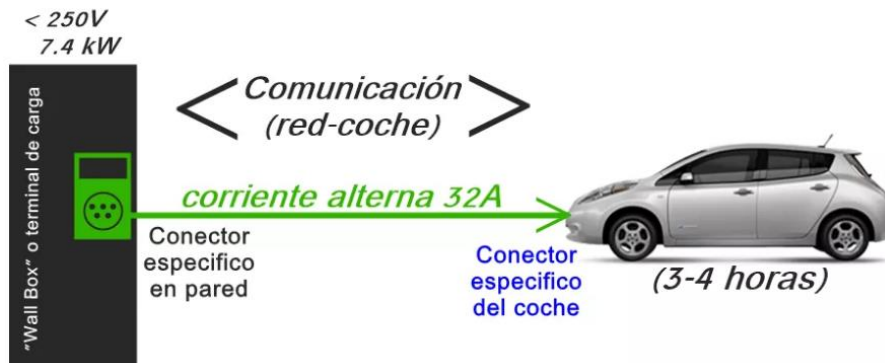 < 250V
7.4 kW
"Wall Box" o terminal de carga
Comunicación
(red-coche)
corriente alterna 32A
Conector
especifico
en pared
Conector
especifico
del coche
(3-4 horas)